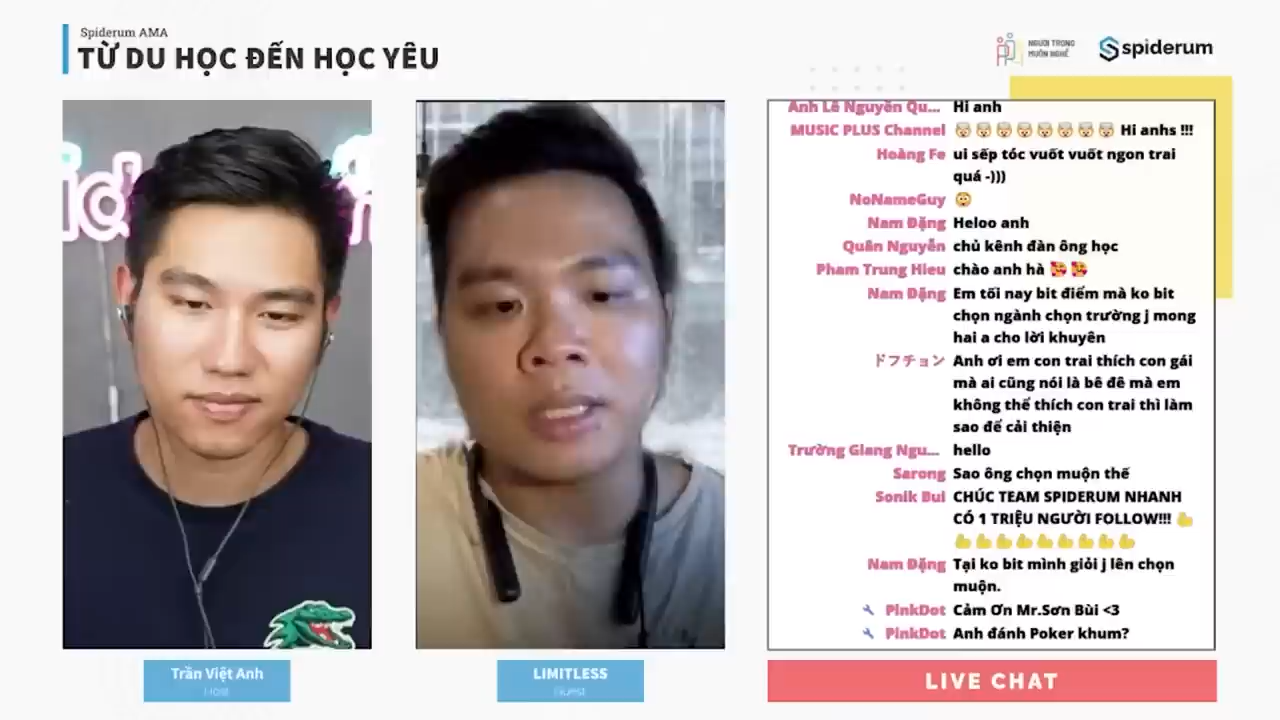 Spiderum AMA
TỪ DU HỌC ĐẾN HỌC YÊU
NGƯỜI TRONG
MUÔN NGHỀ
spiderum
Anh Lê Nguyễn Qu... Hi anh
MUSIC PLUS Channel 🤯🤯🤯🤯🤯🤯🤯🤯 Hi anhs !!!
Hoàng Fe ui sếp tóc vuốt vuốt ngon trai
quá -)))
NoNameGuy 😲
Nam Đặng Heloo anh
Quân Nguyễn chủ kênh đàn ông học
Pham Trung Hieu chào anh hà 🥰🥰
Nam Đặng Em tối nay bit điểm mà ko bit
chọn ngành chọn trường j mong
hai a cho lời khuyên
ドフチョン Anh ơi em con trai thích con gái
mà ai cũng nói là bê đê mà em
không thể thích con trai thì làm
sao để cải thiện
Trường Giang Ngu... hello
Sarong Sao ông chọn muộn thế
Sonik Bui CHÚC TEAM SPIDERUM NHANH
CÓ 1 TRIỆU NGƯỜI FOLLOW!!! 👍
👍👍👍👍👍👍👍👍👍
Nam Đặng Tại ko bit mình giỏi j lên chọn
muộn.
PinkDot Cảm Ơn Mr.Sơn Bùi <3
PinkDot Anh đánh Poker khum?
Trần Việt Anh
Host
LIMITLESS
Guest
LIVE CHAT